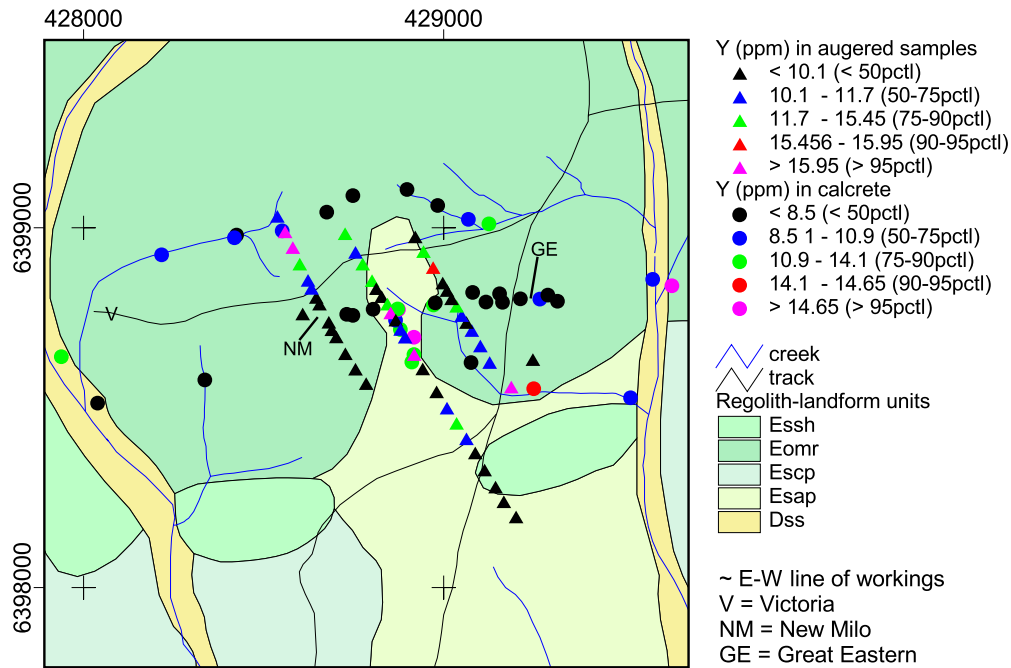 428000
429000
6399000
6398000
V
NM
GE
Y (ppm) in augered samples
< 10.1 (< 50pctl)
10.1 - 11.7 (50-75pctl)
11.7 - 15.45 (75-90pctl)
15.456 - 15.95 (90-95pctl)
> 15.95 (> 95pctl)
Y (ppm) in calcrete
< 8.5 (< 50pctl)
8.5 1 - 10.9 (50-75pctl)
10.9 - 14.1 (75-90pctl)
14.1 - 14.65 (90-95pctl)
> 14.65 (> 95pctl)
creek
track
Regolith-landform units
Essh
Eomr
Escp
Esap
Dss
~ E-W line of workings
V = Victoria
NM = New Milo
GE = Great Eastern